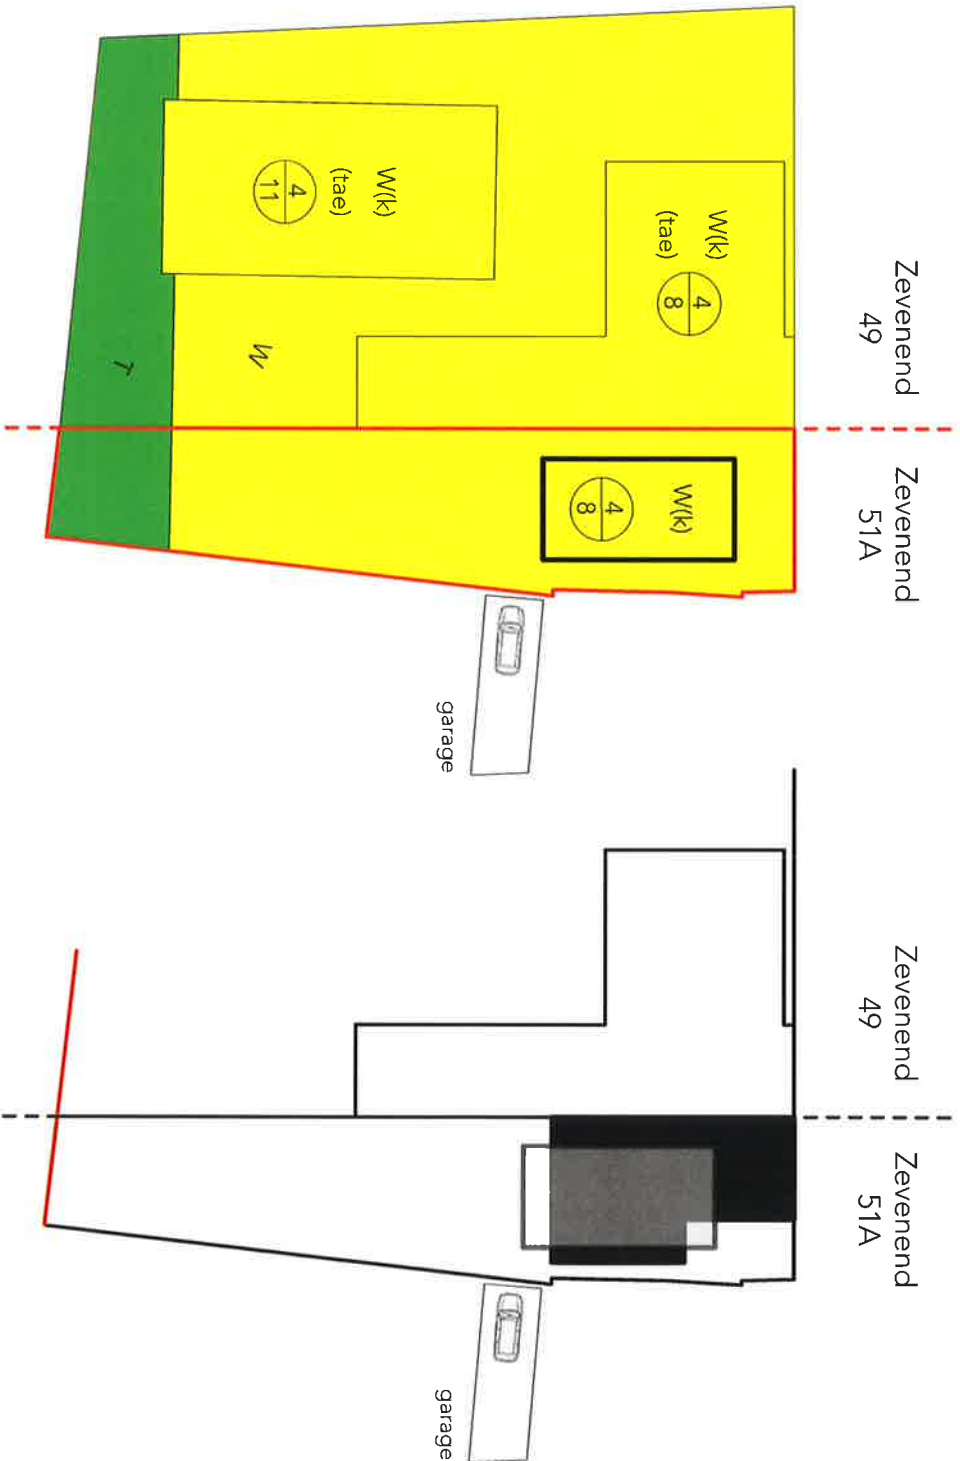 Zevenend
49
Zevenend
51A
W(k)
(tae)
4
8
W(k)
(tae)
4
11
W
T
W(k)
4
8
garage
Zevenend
49
Zevenend
51A
garage